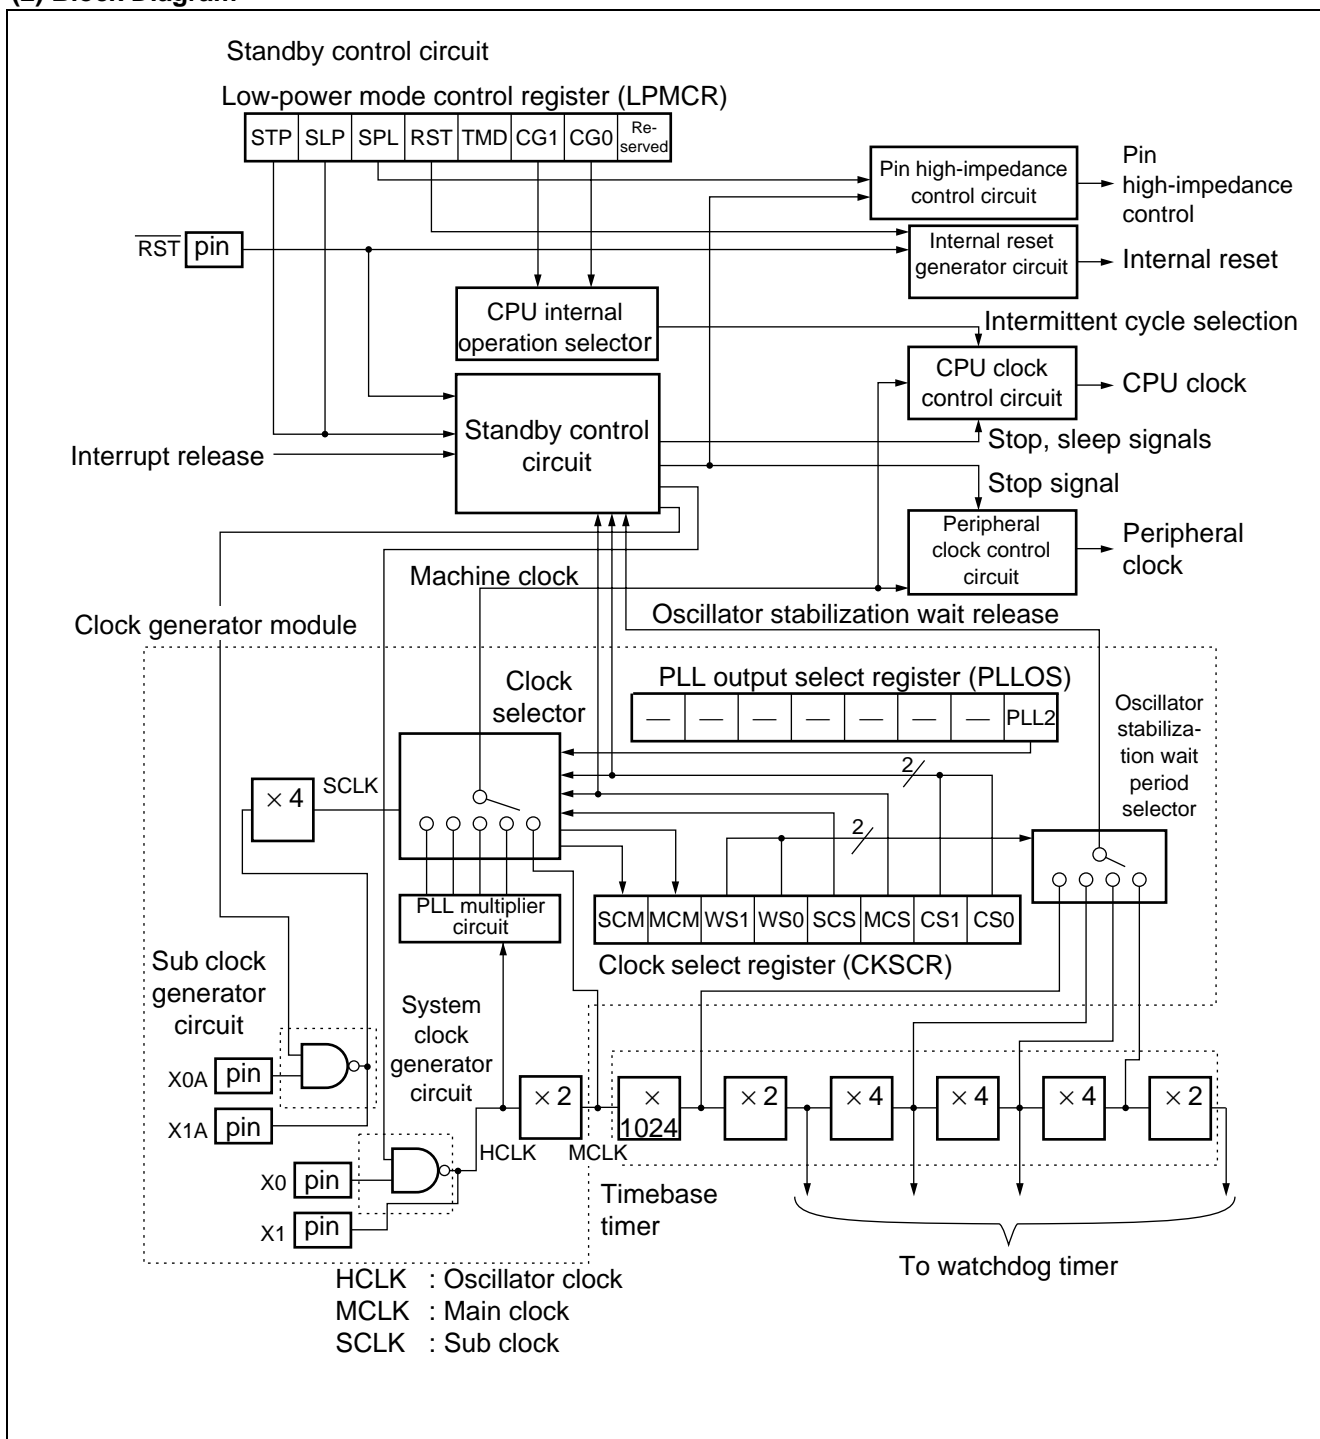 (2) Block Diagram
Standby control circuit
Low-power mode control register (LPMCR)
STP SLP SPL RST TMD CG1 CG0 Re-
served
Pin high-impedance
control circuit
Pin
high-impedance
control
RST pin
Internal reset
generator circuit
Internal reset
CPU internal
operation selector
Intermittent cycle selection
CPU clock
control circuit
CPU clock
Standby control
circuit
Interrupt release
Stop, sleep signals
Stop signal
Peripheral
clock control
circuit
Peripheral
clock
Machine clock
Oscillator stabilization wait release
Clock generator module
Clock
selector
PLL output select register (PLLOS)
— — — — — — — PLL2
Oscillator
stabiliza-
tion wait
period
selector
× 4
SCLK
2
2
PLL multiplier
circuit
SCM MCM WS1 WS0 SCS MCS CS1 CS0
Clock select register (CKSCR)
Sub clock
generator
circuit
System
clock
generator
circuit
X0A pin
X1A pin
X0 pin
X1 pin
HCLK
× 2
MCLK
×
1024
× 2
× 4
× 4
× 4
× 2
Timebase
timer
To watchdog timer
HCLK : Oscillator clock
MCLK : Main clock
SCLK : Sub clock